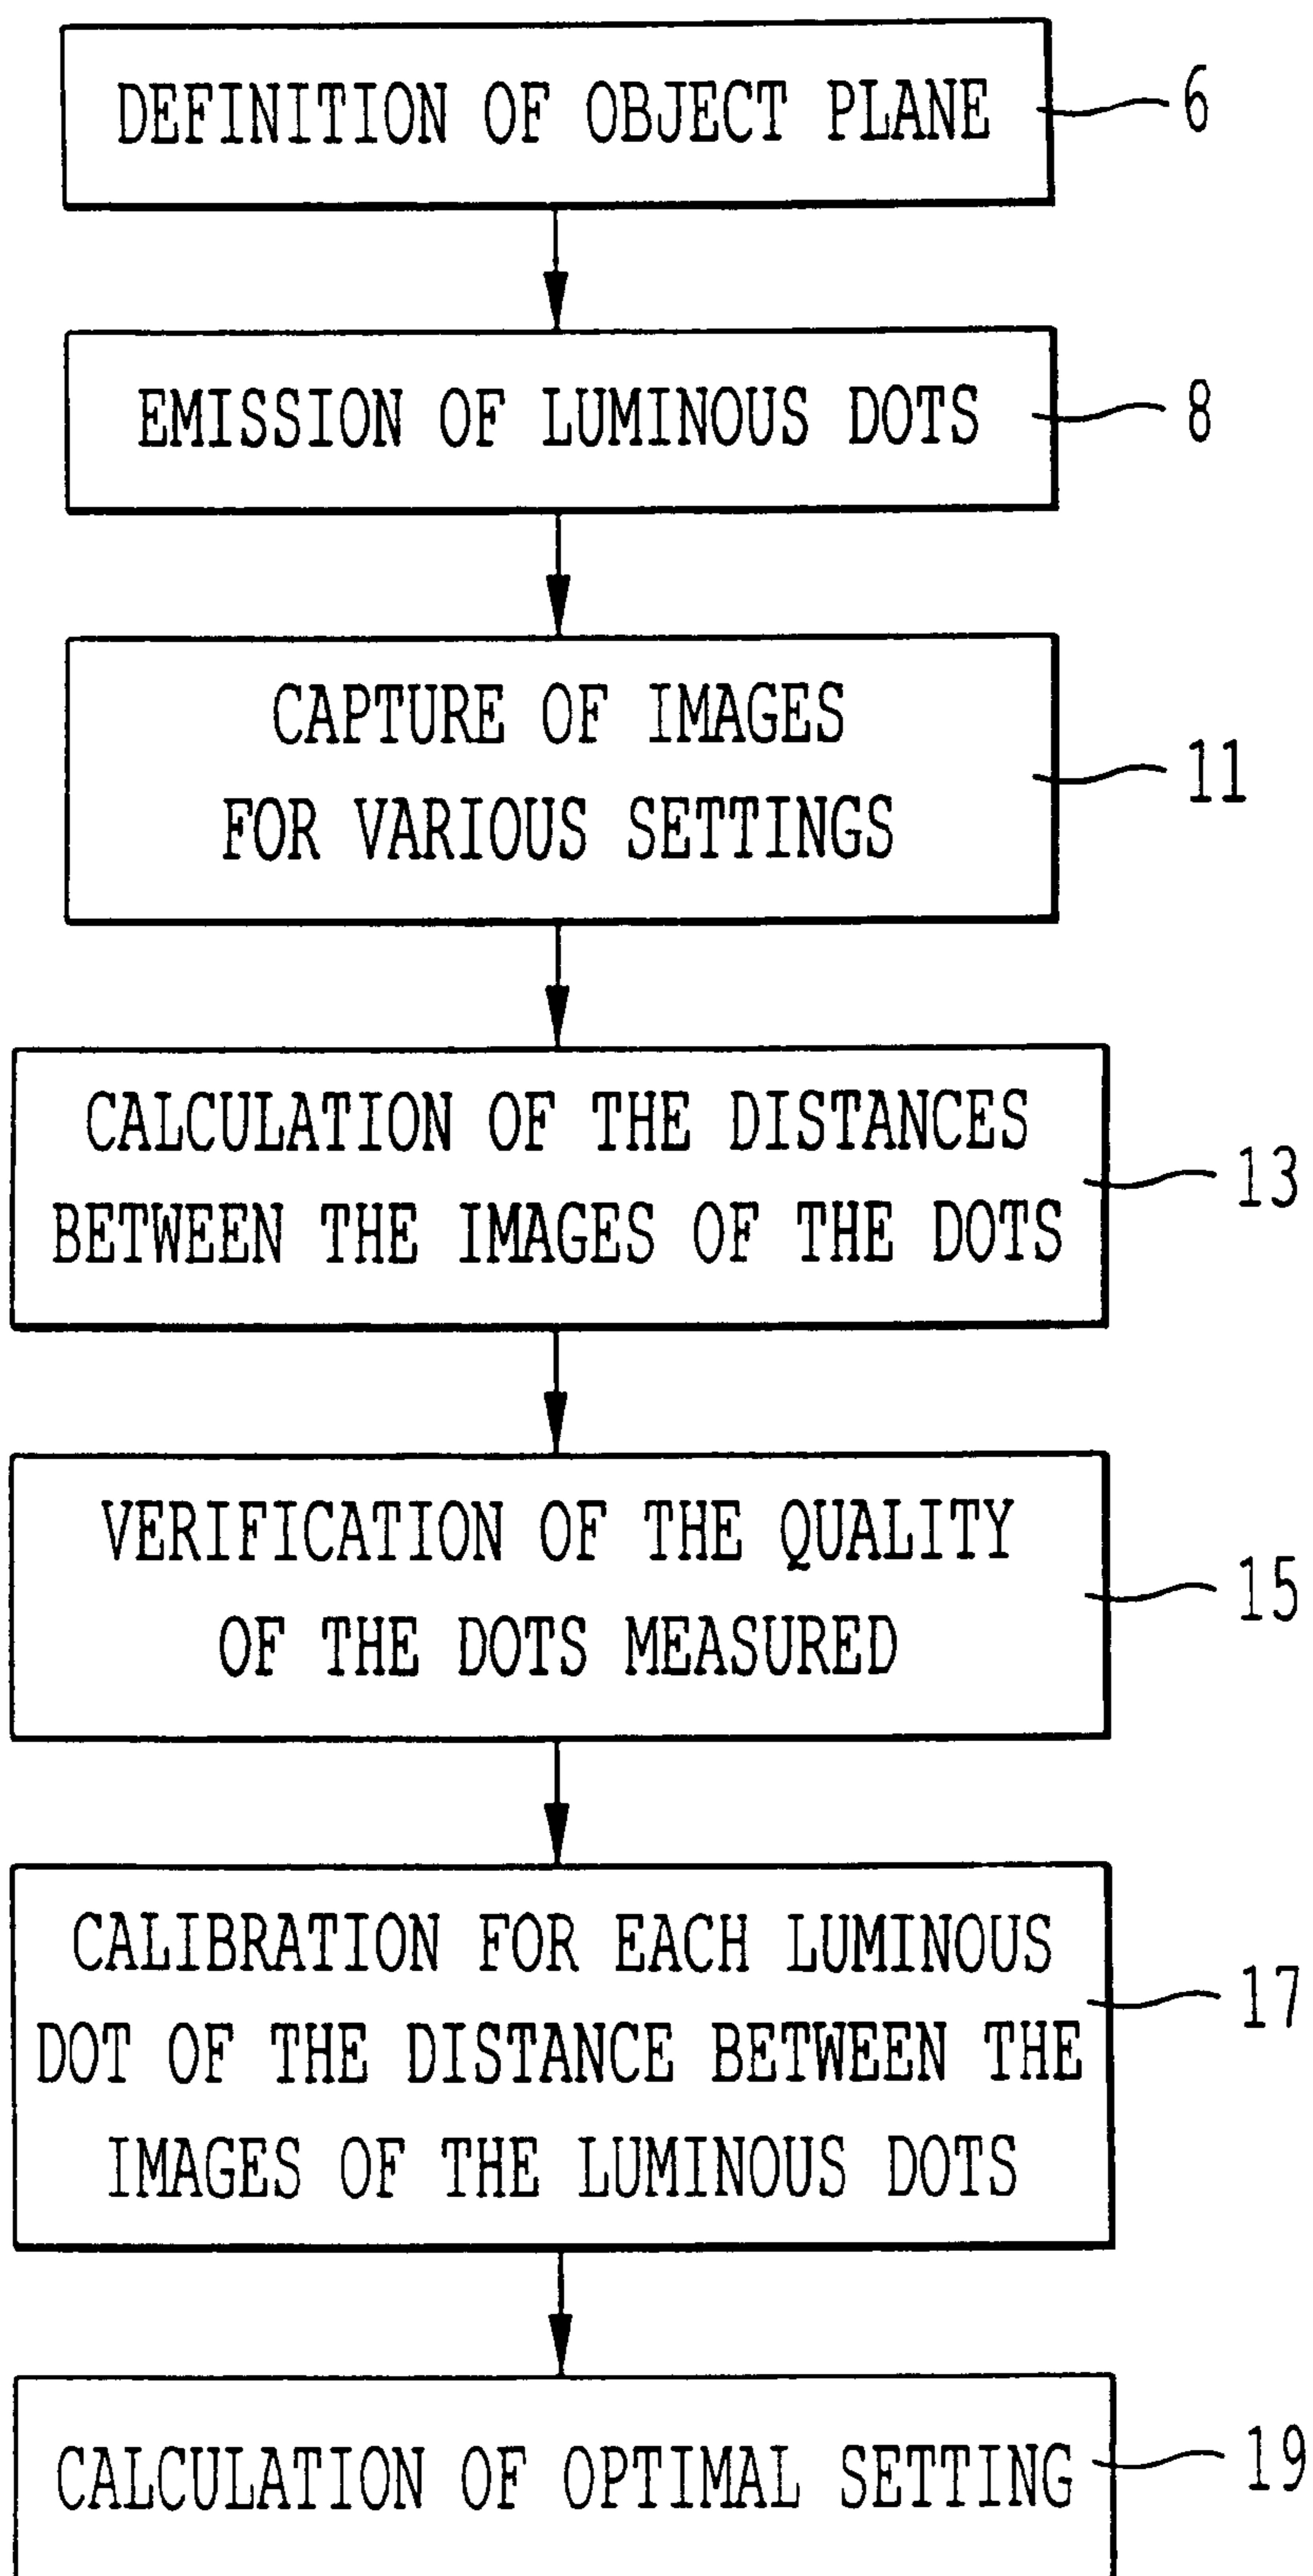 DEFINITION OF OBJECT PLANE
6
EMISSION OF LUMINOUS DOTS
8
CAPTURE OF IMAGES
FOR VARIOUS SETTINGS
11
CALCULATION OF THE DISTANCES
BETWEEN THE IMAGES OF THE DOTS
13
VERIFICATION OF THE QUALITY
OF THE DOTS MEASURED
15
CALIBRATION FOR EACH LUMINOUS
DOT OF THE DISTANCE BETWEEN THE
IMAGES OF THE LUMINOUS DOTS
17
CALCULATION OF OPTIMAL SETTING
19